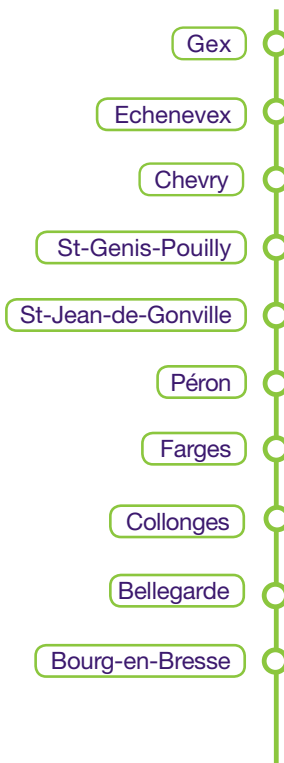 Gex
Echenevex
Chevry
St-Genis-Pouilly
St-Jean-de-Gonville
Péron
Farges
Collonges
Bellegarde
Bourg-en-Bresse